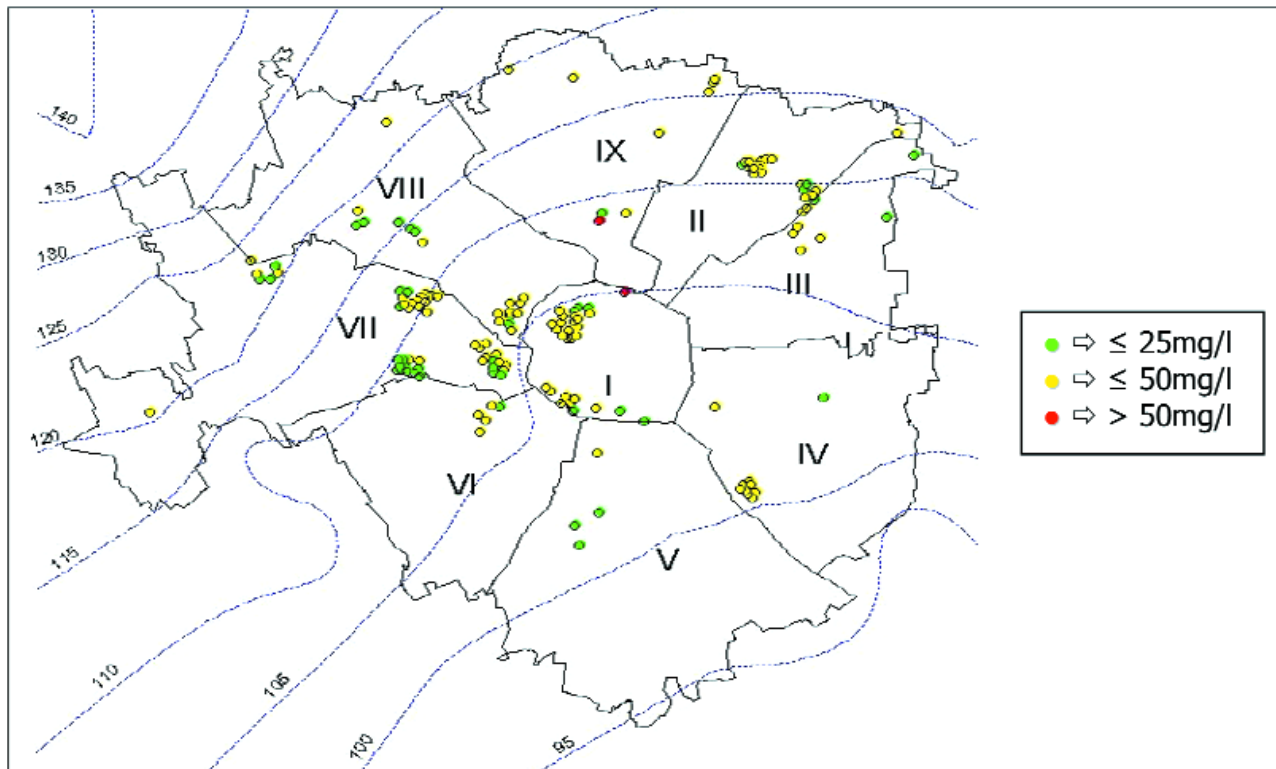 140
135
130
125
120
115
110
105
100
95
IX
VIII
II
III
VII
I
IV
VI
V
⇨ ≤ 25mg/l
⇨ ≤ 50mg/l
⇨ > 50mg/l